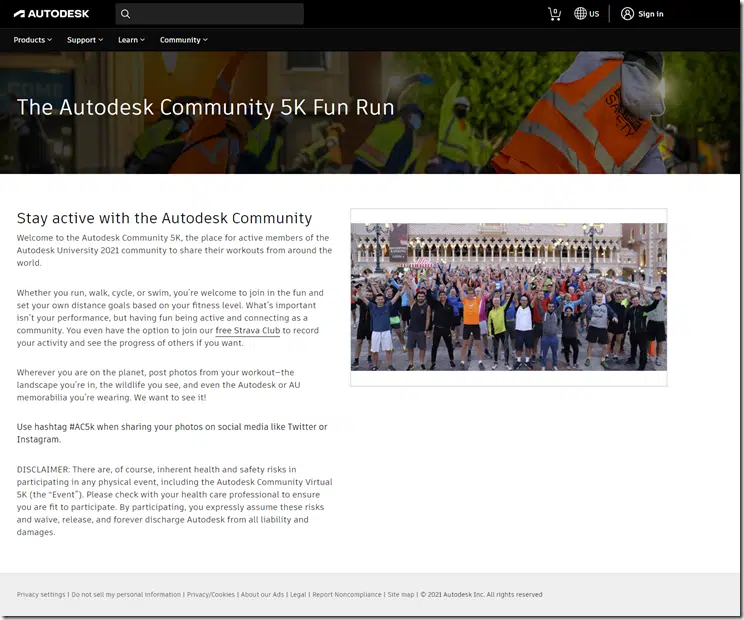 AUTODESK
0
US
Sign in
Products
Support
Learn
Community
The Autodesk Community 5K Fun Run
SAFETY
Stay active with the Autodesk Community
Welcome to the Autodesk Community 5K, the place for active members of the
Autodesk University 2021 community to share their workouts from around the
world.
Whether you run, walk, cycle, or swim, you're welcome to join in the fun and
set your own distance goals based on your fitness level. What's important
isn't your performance, but having fun being active and connecting as a
community. You even have the option to join our free Strava Club to record
your activity and see the progress of others if you want.
Wherever you are on the planet, post photos from your workout—the
landscape you're in, the wildlife you see, and even the Autodesk or AU
memorabilia you're wearing. We want to see it!
Use hashtag #AC5k when sharing your photos on social media like Twitter or
Instagram.
DISCLAIMER: There are, of course, inherent health and safety risks in
participating in any physical event, including the Autodesk Community Virtual
5K (the “Event”). Please check with your health care professional to ensure
you are fit to participate. By participating, you expressly assume these risks
and waive, release, and forever discharge Autodesk from all liability and
damages.
Privacy settings | Do not sell my personal information | Privacy/Cookies | About our Ads | Legal | Report Noncompliance | Site map | © 2021 Autodesk Inc. All rights reserved